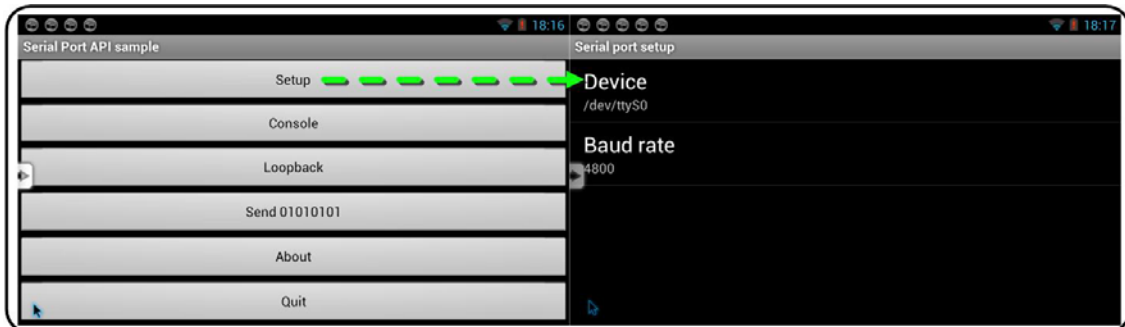 18:16
Serial Port API sample
Setup
Console
Loopback
Send 01010101
About
Quit
18:17
Serial port setup
Device
/dev/ttyS0
Baud rate
4800